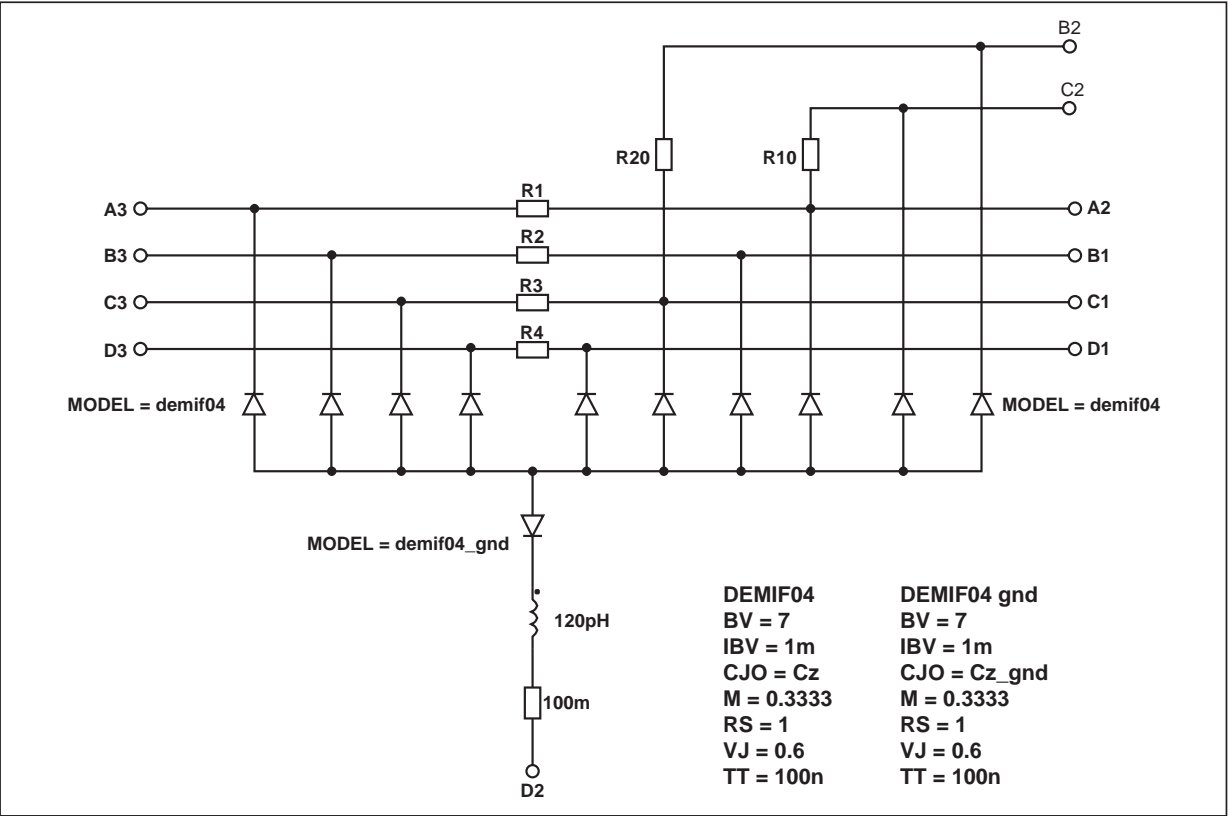 B2
C2
R20
R10
A3
R1
A2
B3
R2
B1
C3
R3
C1
D3
R4
D1
MODEL = demif04
MODEL = demif04
MODEL = demif04_gnd
120pH
100m
D2
DEMIF04
BV = 7
IBV = 1m
CJO = Cz
M = 0.3333
RS = 1
VJ = 0.6
TT = 100n
DEMIF04 gnd
BV = 7
IBV = 1m
CJO = Cz_gnd
M = 0.3333
RS = 1
VJ = 0.6
TT = 100n